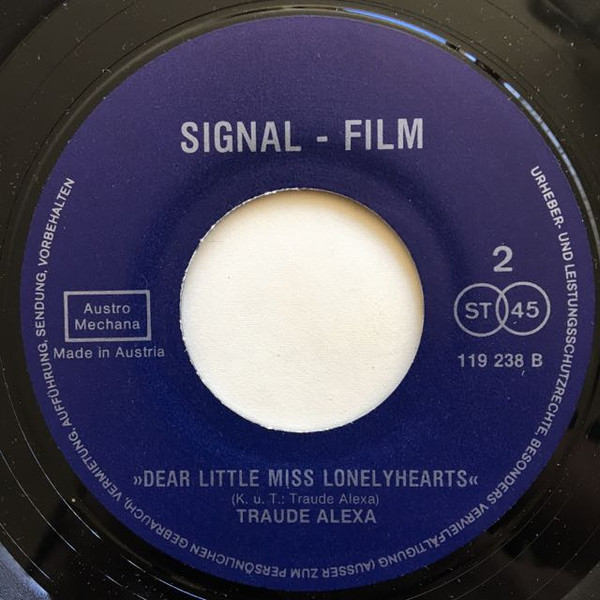 SIGNAL - FILM
2
ST 45
119 238 B
Austro
Mechana
Made in Austria
»DEAR LITTLE MISS LONELYHEARTS«
(K. u. T.: Traude Alexa)
TRAUDE ALEXA
URHEBER- UND LEISTUNGSSCHUTZRECHTE, BESONDERS VERVIELFÄLTIGUNG (AUSSER ZUM PERSÖNLICHEN GEBRAUCH), VERMIETUNG, AUFFÜHRUNG, SENDUNG, VORBEHALTEN